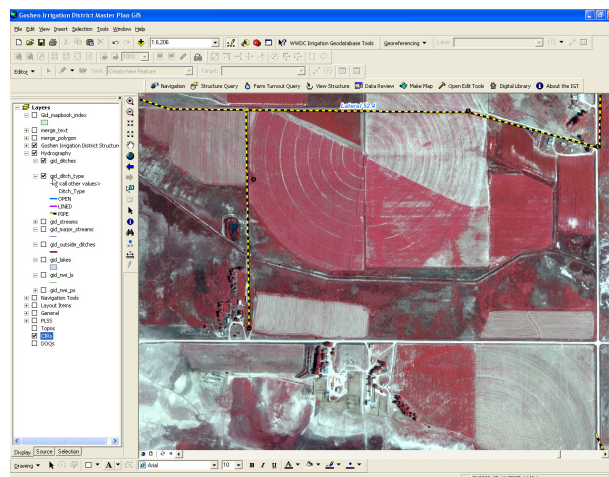 Goshen Irrigation District Master Plan GIS
File Edit View Insert Selection Tools Window Help
1:6,206 WWDC Irrigation Geodatabase Tools Georeferencing Layer:
100%
Editor Task: Create New Feature Target:
Navigation Structure Query Farm Turnout Query View Structure Data Review Make Map Open Edit Tools Digital Library About the IGT
Layers
Gid_mapbook_index
merge_text
merge_polygon
Goshen Irrigation District Structur
Hydrography
gid_ditches
gid_ditch_type
<all other values>
Ditch_Type
OPEN
LINED
PIPE
gid_streams
gid_major_streams
gid_outside_ditches
gid_lakes
gid_nwi_ls
gid_nwi_ps
Navigation Tools
Layout Items
General
PLSS
Topos
CIRs
DOQs
Lateral 52.4
Display Source Selection
Drawing Arial 10 B I U A